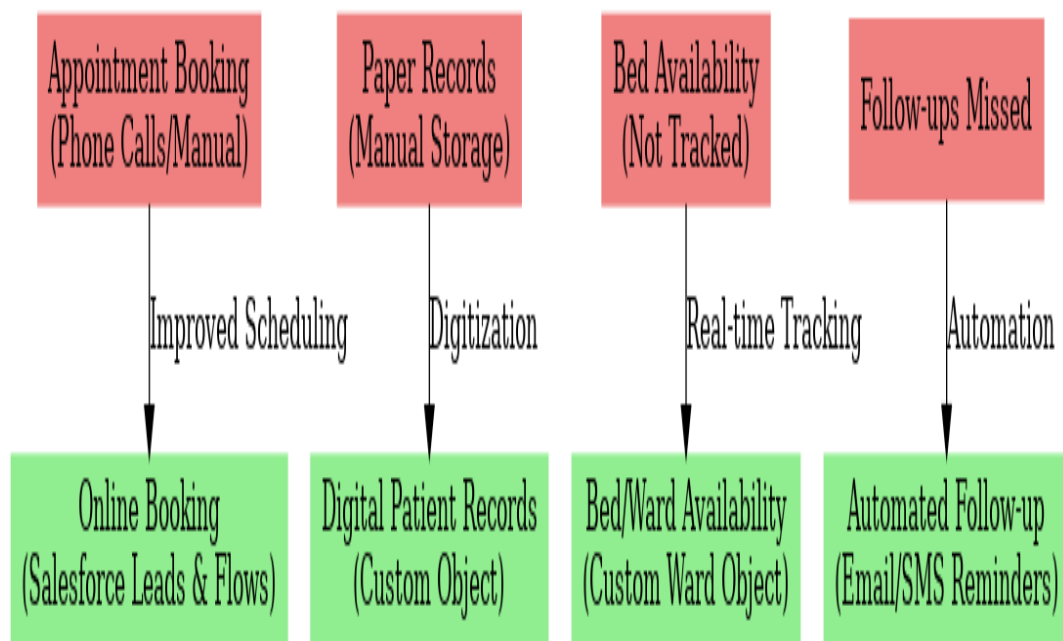 Appointment Booking
(Phone Calls/Manual)
Paper Records
(Manual Storage)
Bed Availability
(Not Tracked)
Follow-ups Missed
Improved Scheduling
Digitization
Real-time Tracking
Automation
Online Booking
(Salesforce Leads & Flows)
Digital Patient Records
(Custom Object)
Bed/Ward Availability
(Custom Ward Object)
Automated Follow-up
(Email/SMS Reminders)